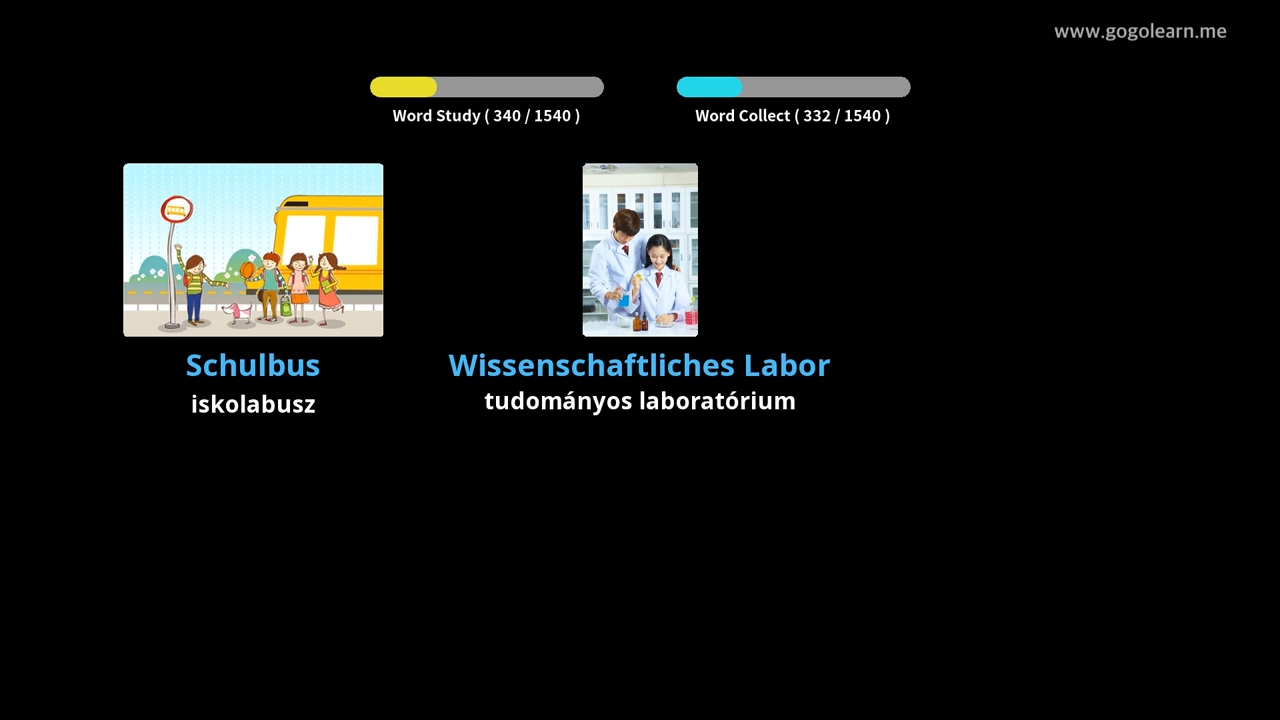 www.gogolearn.me
Word Study ( 340 / 1540 )
Word Collect ( 332 / 1540 )
Schulbus
iskolabusz
Wissenschaftliches Labor
tudományos laboratórium